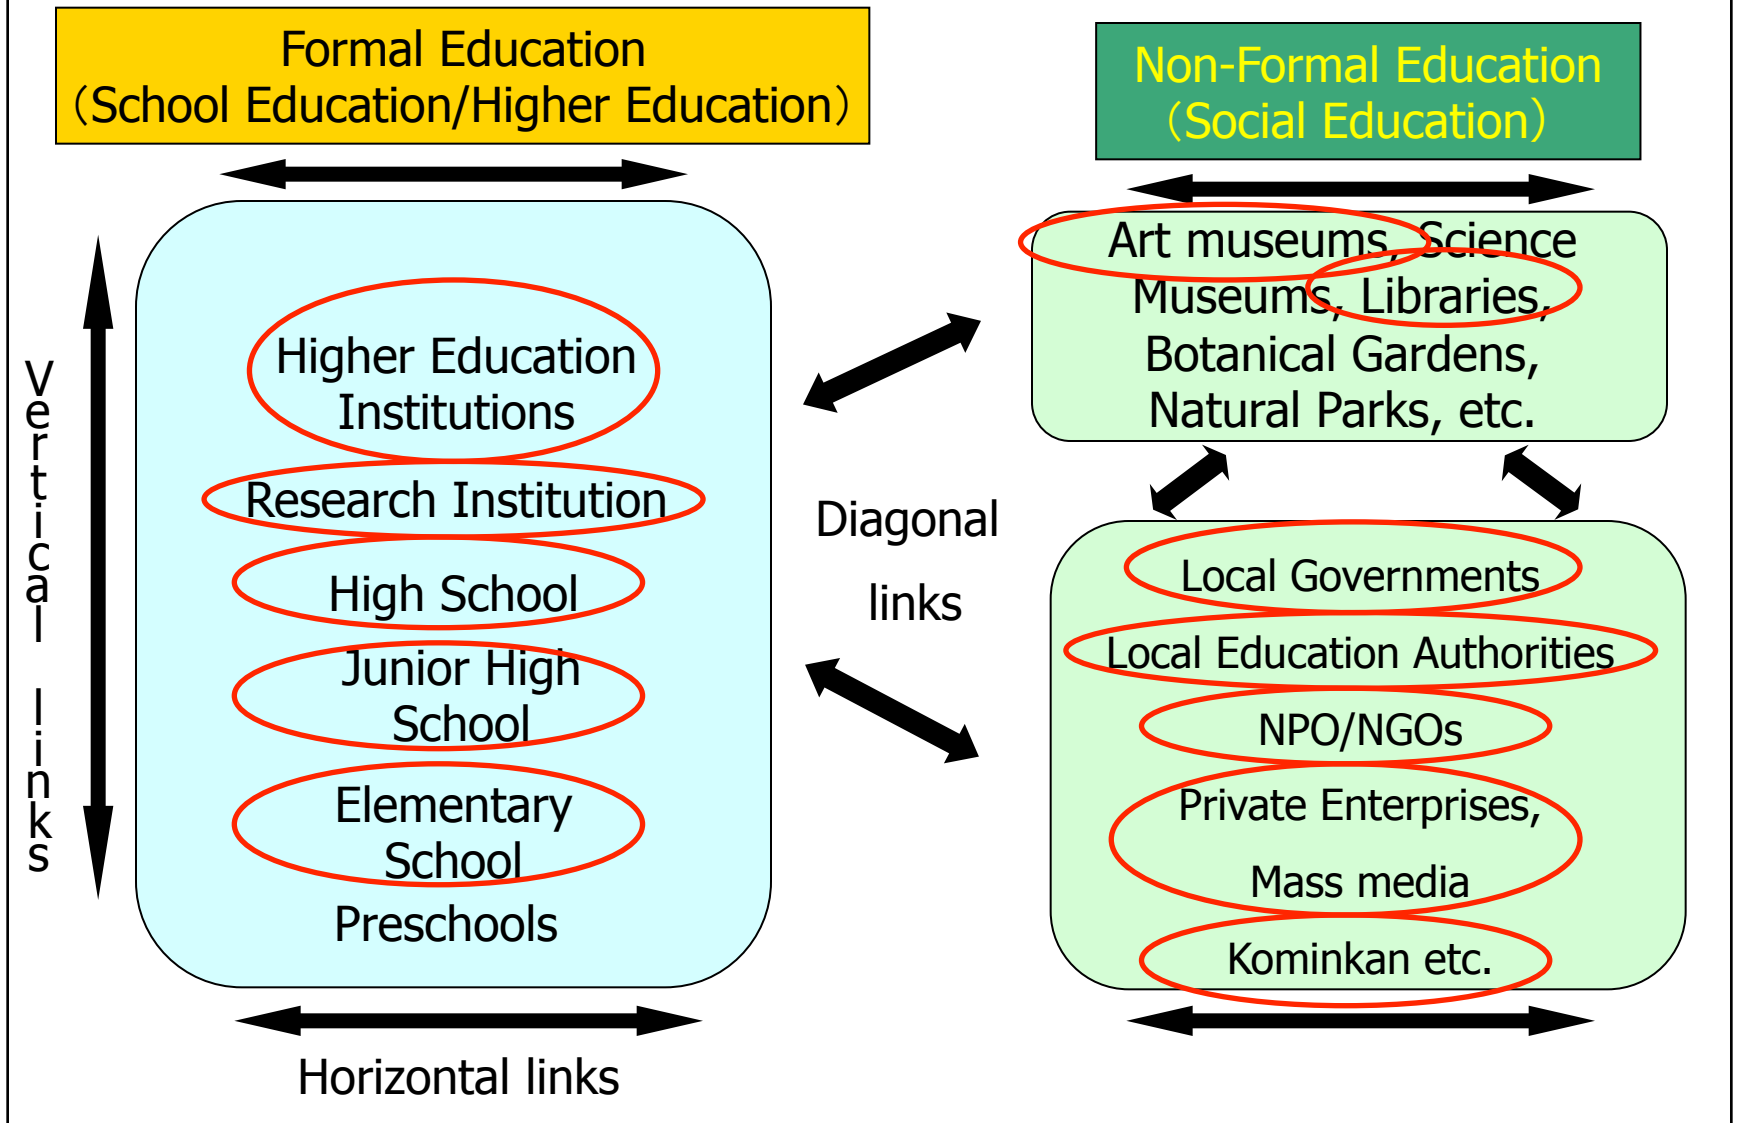 Formal Education
（School Education/Higher Education）
Non-Formal Education
（Social Education）
Vertical links
Higher Education
Institutions
Research Institution
High School
Junior High
School
Elementary
School
Preschools
Horizontal links
Diagonal
links
Art museums, Science
Museums, Libraries,
Botanical Gardens,
Natural Parks, etc.
Local Governments
Local Education Authorities
NPO/NGOs
Private Enterprises,
Mass media
Kominkan etc.